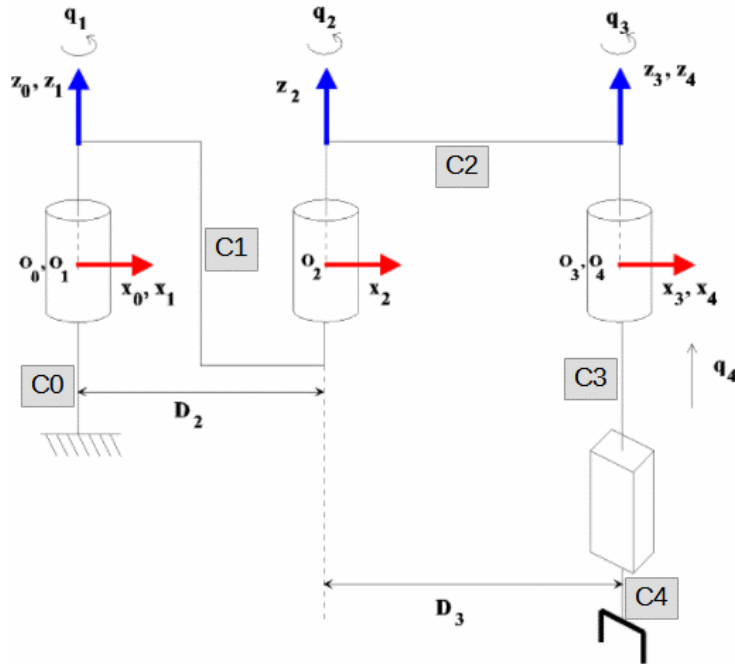 q1 q2 q3
z0, z1 z2 z3, z4
C2
C1
O0, O1 O2 O3, O4
x0, x1 x2 x3, x4
C0 C3 q4
D2
D3 C4